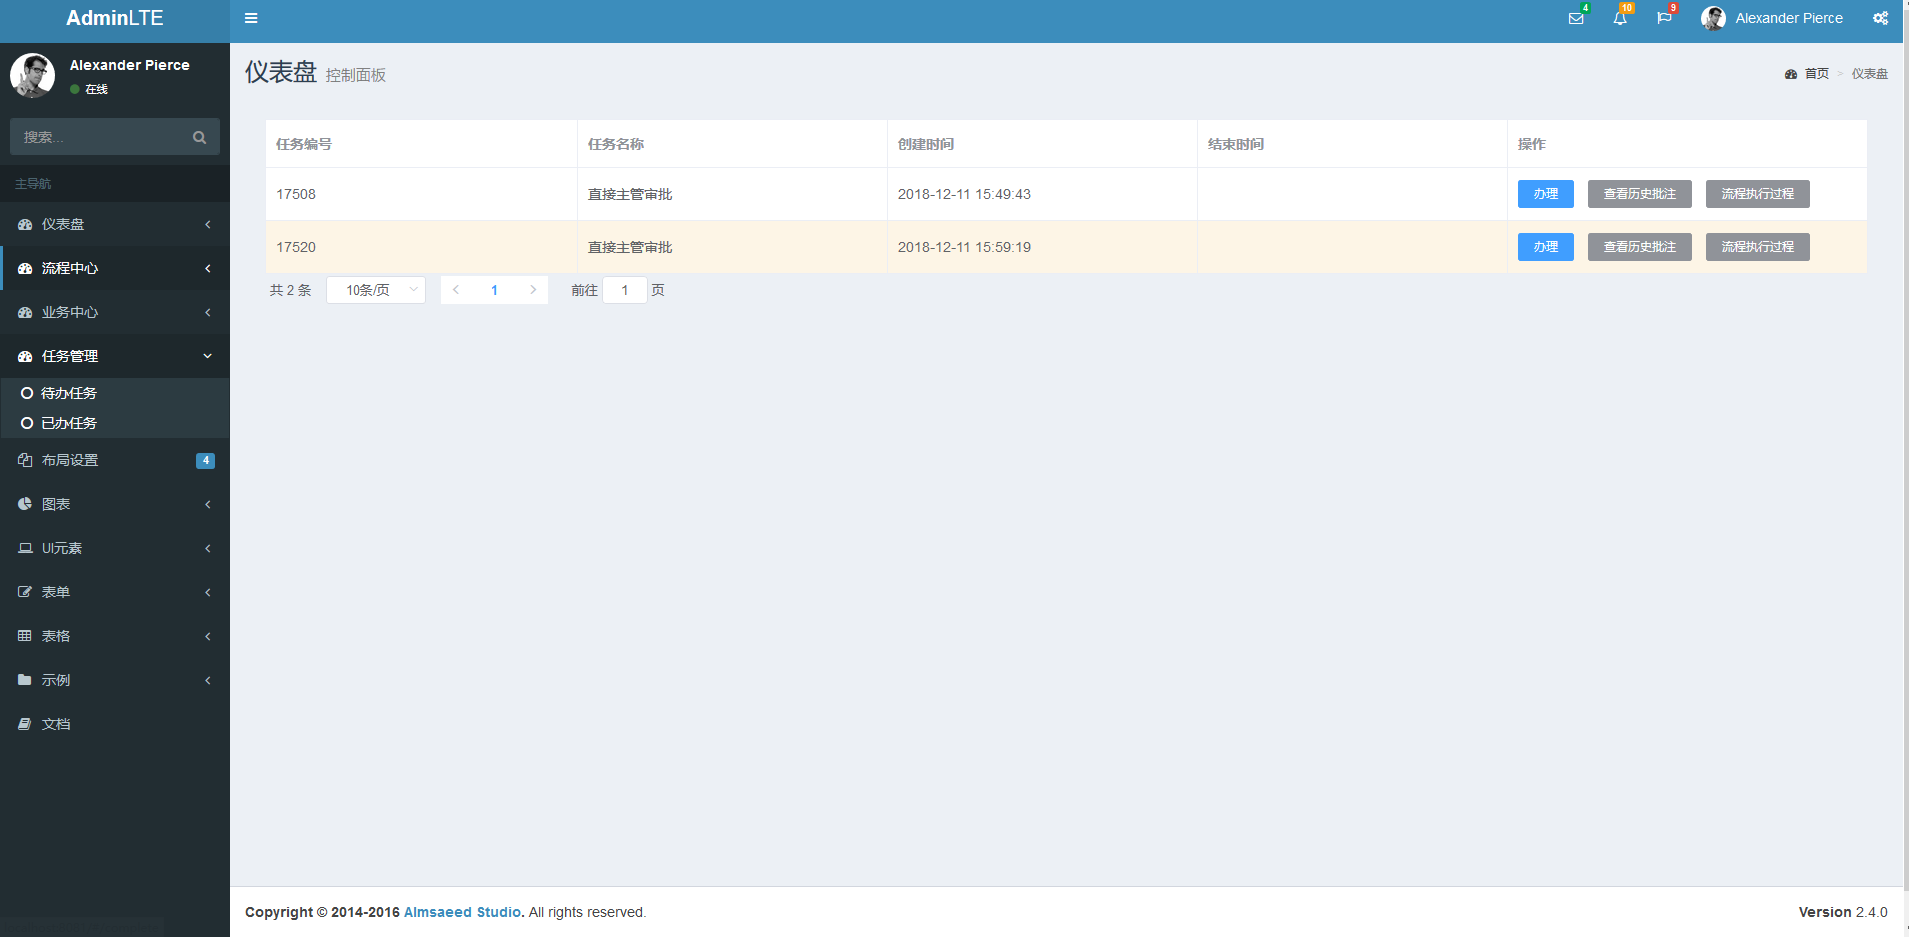 AdminLTE
4
10
9
Alexander Pierce
Alexander Pierce
在线
搜索...
主导航
仪表盘
流程中心
业务中心
任务管理
待办任务
已办任务
布局设置 4
图表
UI元素
表单
表格
示例
文档
仪表盘 控制面板
首页 > 仪表盘
任务编号 任务名称 创建时间 结束时间 操作
17508 直接主管审批 2018-12-11 15:49:43 办理 查看历史批注 流程执行过程
17520 直接主管审批 2018-12-11 15:59:19 办理 查看历史批注 流程执行过程
共 2 条 10条/页 < 1 > 前往 1 页
Copyright © 2014-2016 Almsaeed Studio. All rights reserved.
Version 2.4.0